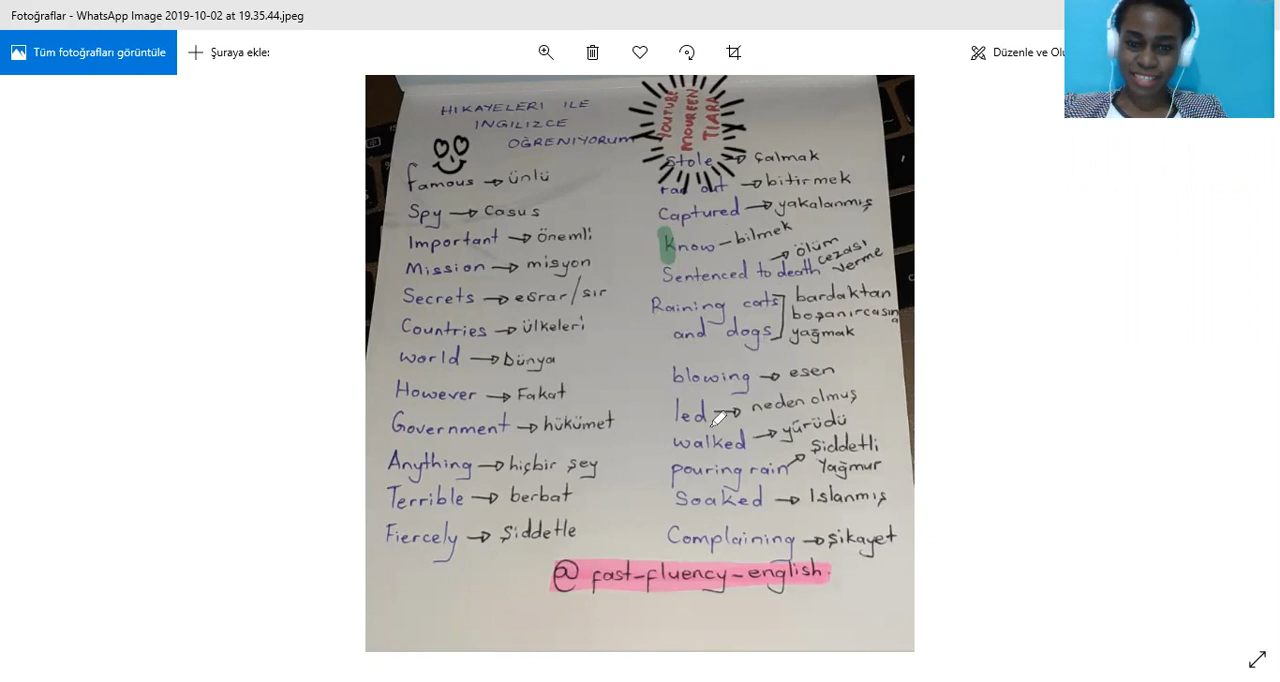 Fotoğraflar - WhatsApp Image 2019-10-02 at 19.35.44.jpeg
Tüm fotoğrafları görüntüle
Şuraya ekle:
Düzenle ve Olu
HIKAYELERI ILE
INGILIZCE
ÖĞRENIYORUM
YOUTUBE
MOUREEN
TIARA
famous → ünlü
Spy → Casus
Important → önemli
Mission → misyon
Secrets → esrar/sır
Countries → ülkeleri
world → Dünya
However → Fakat
Government → hükümet
Anything → hiçbir şey
Terrible → berbat
Fiercely → şiddetle
stole → çalmak
ran out → bitirmek
Captured → yakalanmış
Know - bilmek
Sentenced to death → ölüm cezası verme
Raining cats and dogs] bardaktan
boşanırcasına
yağmak
blowing → esen
led → neden olmuş
walked → yürüdü
pouring rain → şiddetli
Yağmur
Soaked → Islanmış
Complaining → şikayet
@ fast-fluency-english